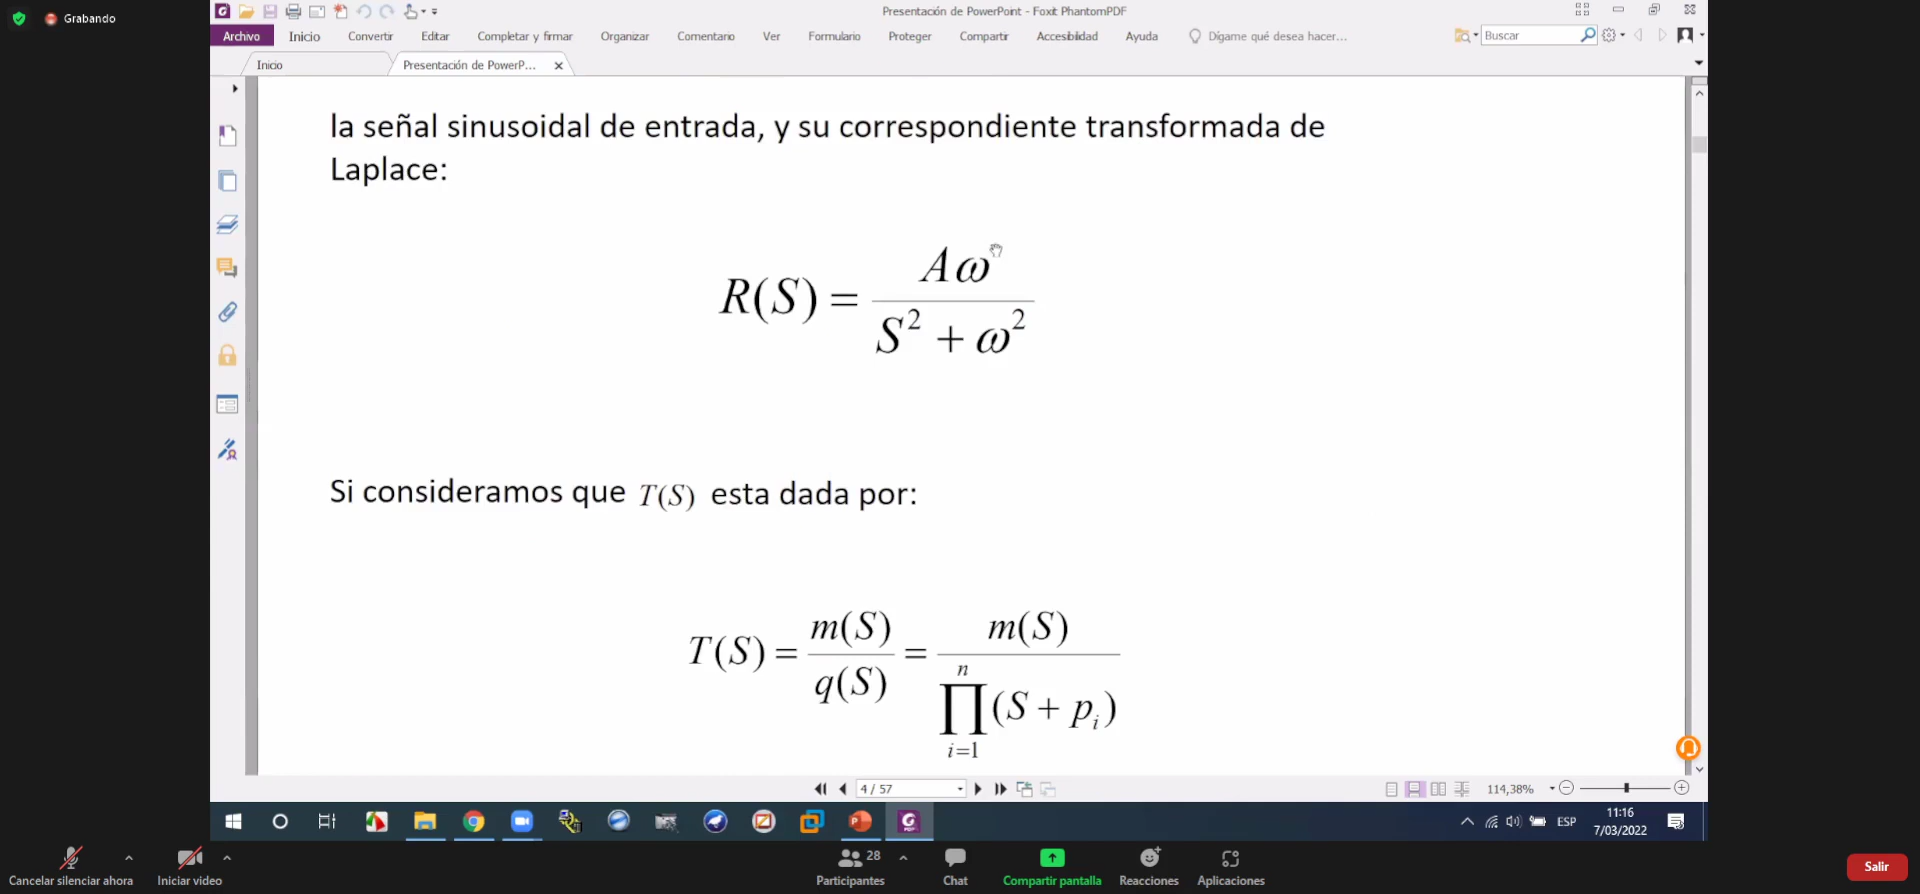 Grabando
Presentación de PowerPoint - Foxit PhantomPDF
Archivo Inicio Convertir Editar Completar y firmar Organizar Comentario Ver Formulario Proteger Compartir Accesibilidad Ayuda Dígame qué desea hacer... Buscar
Inicio Presentación de PowerP...
la señal sinusoidal de entrada, y su correspondiente transformada de
Laplace:
R(S) = Aω / (S² + ω²)
Si consideramos que T(S) esta dada por:
T(S) = m(S) / q(S) = m(S) / ∏_{i=1}^{n} (S + p_i)
4 / 57
114,38%
ESP
11:16
7/03/2022
Cancelar silenciar ahora Iniciar video Participantes 28 Chat Compartir pantalla Reacciones Aplicaciones Salir